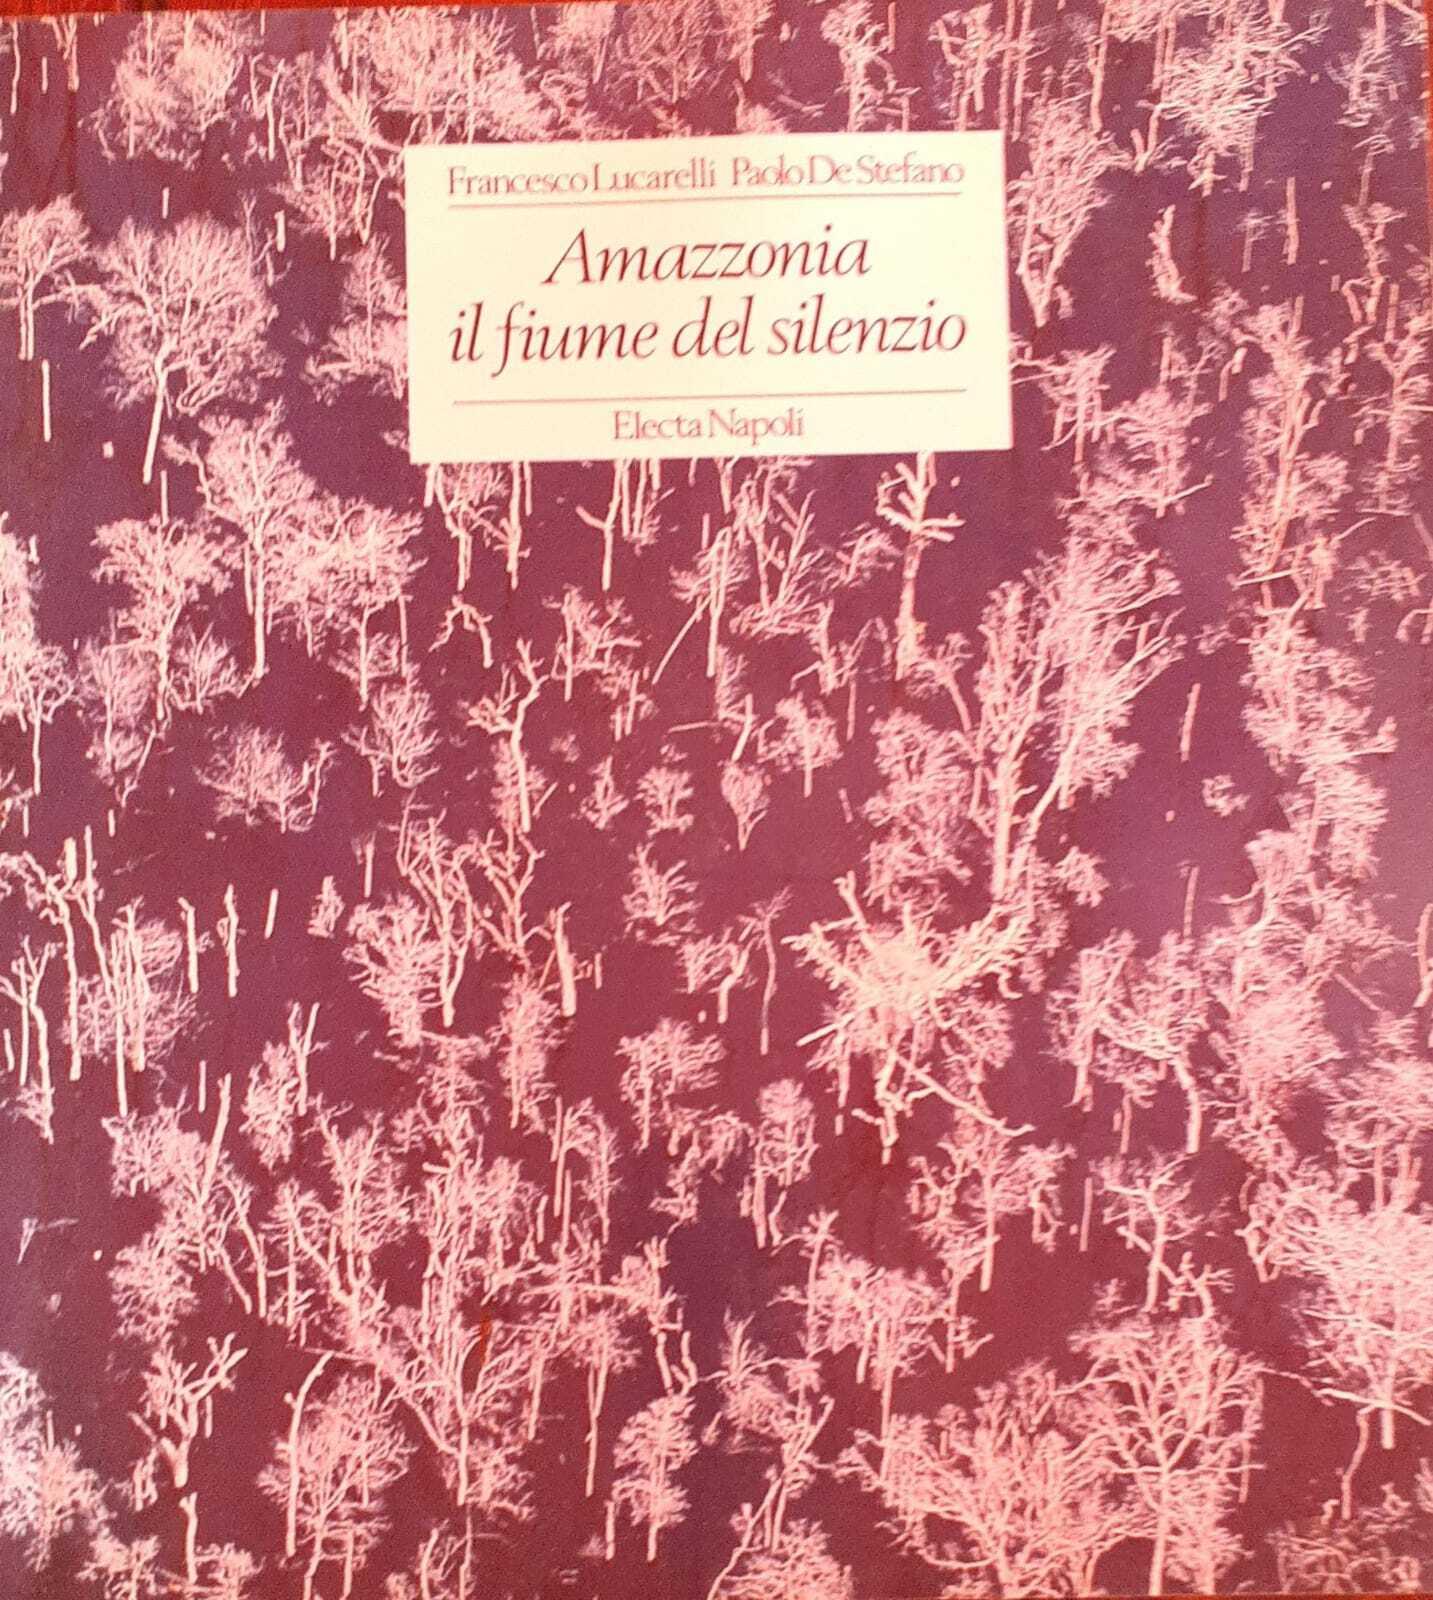 Francesco Lucarelli Paolo De Stefano
Amazzonia
il fiume del silenzio
Electa Napoli